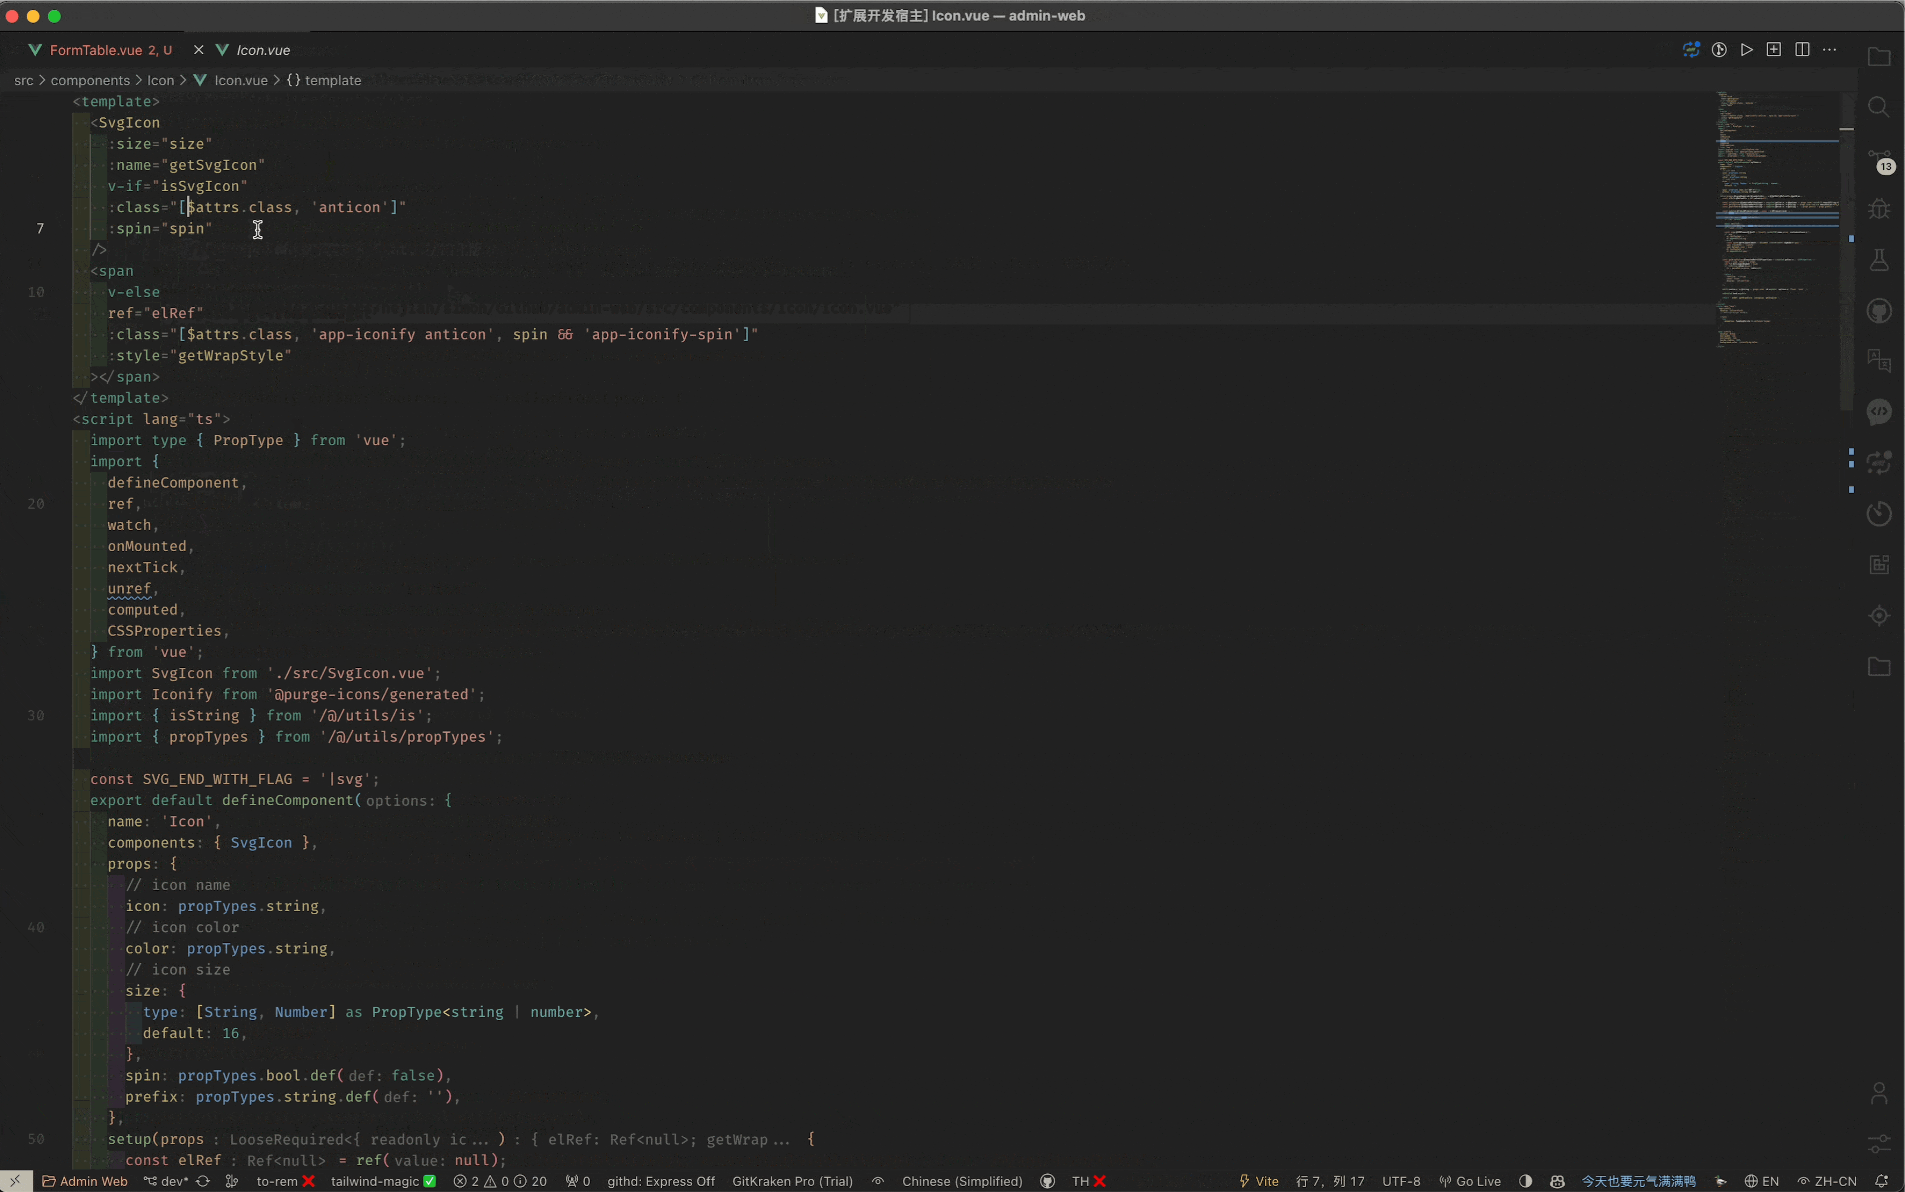 [扩展开发宿主] Icon.vue — admin-web
FormTable.vue 2, U
Icon.vue
src > components > Icon > Icon.vue > {} template
<template>
<SvgIcon
:size="size"
:name="getSvgIcon"
v-if="isSvgIcon"
:class="[$attrs.class, 'anticon']"
7 :spin="spin"
/>
<span
10 v-else
ref="elRef"
:class="[$attrs.class, 'app-iconify anticon', spin && 'app-iconify-spin']"
:style="getWrapStyle"
></span>
</template>
<script lang="ts">
import type { PropType } from 'vue';
import {
defineComponent,
20 ref,
watch,
onMounted,
nextTick,
unref,
computed,
CSSProperties,
} from 'vue';
import SvgIcon from './src/SvgIcon.vue';
import Iconify from '@purge-icons/generated';
30 import { isString } from '/@/utils/is';
import { propTypes } from '/@/utils/propTypes';
const SVG_END_WITH_FLAG = '|svg';
export default defineComponent( options: {
name: 'Icon',
components: { SvgIcon },
props: {
// icon name
icon: propTypes.string,
40 // icon color
color: propTypes.string,
// icon size
size: {
type: [String, Number] as PropType<string | number>,
default: 16,
},
spin: propTypes.bool.def( def: false),
prefix: propTypes.string.def( def: ''),
},
50 setup(props : LooseRequired<{ readonly ic ... ) : { elRef: Ref<null>; getWrap ... {
const elRef : Ref<null> = ref( value: null);
13
Admin Web dev* to-rem ❌ tailwind-magic ✅ 2 0 20 0 githd: Express Off GitKraken Pro (Trial) Chinese (Simplified) TH ❌ Vite 行 7，列 17 UTF-8 Go Live 今天也要元气满满鸭 EN ZH-CN